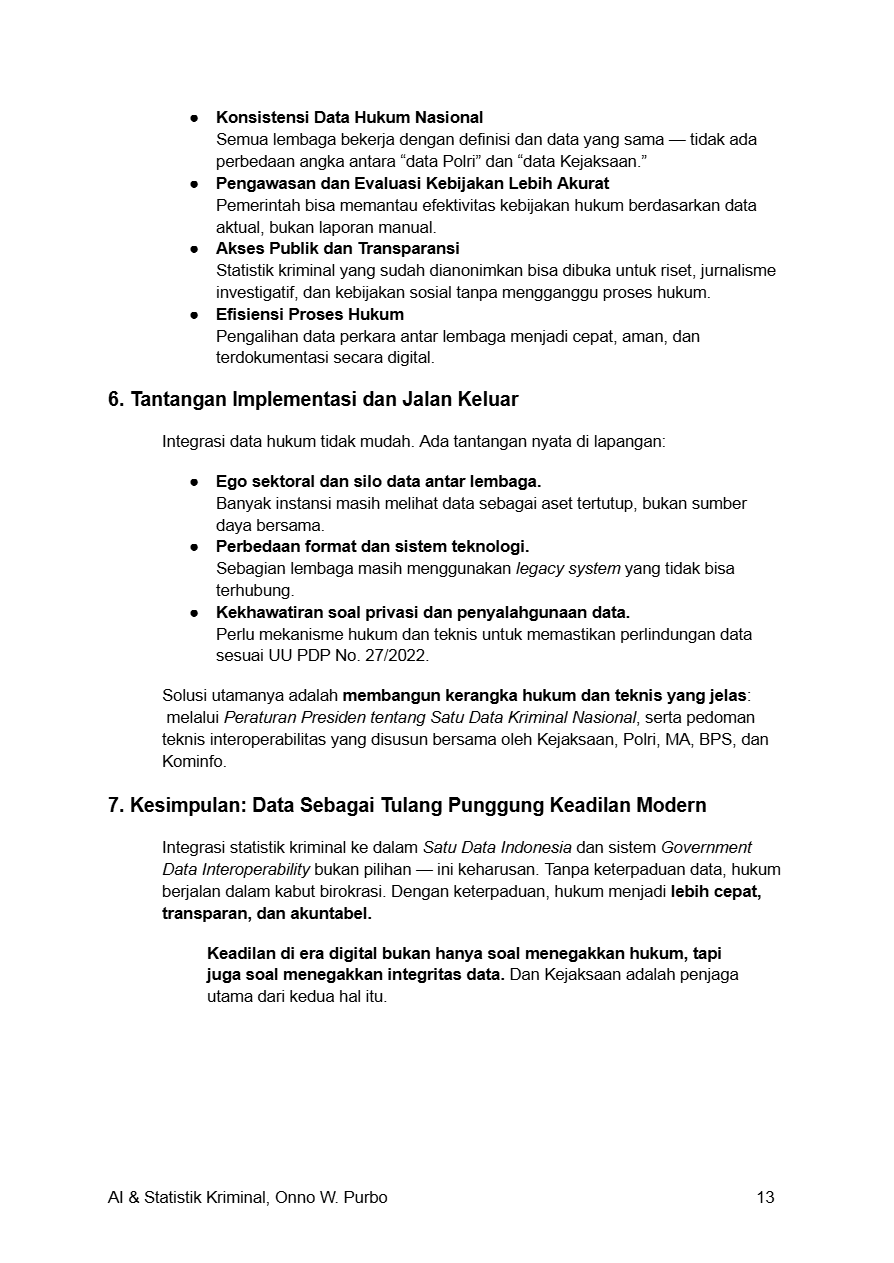 ● Konsistensi Data Hukum Nasional
Semua lembaga bekerja dengan definisi dan data yang sama — tidak ada
perbedaan angka antara “data Polri” dan “data Kejaksaan.”
● Pengawasan dan Evaluasi Kebijakan Lebih Akurat
Pemerintah bisa memantau efektivitas kebijakan hukum berdasarkan data
aktual, bukan laporan manual.
● Akses Publik dan Transparansi
Statistik kriminal yang sudah dianonimkan bisa dibuka untuk riset, jurnalisme
investigatif, dan kebijakan sosial tanpa mengganggu proses hukum.
● Efisiensi Proses Hukum
Pengalihan data perkara antar lembaga menjadi cepat, aman, dan
terdokumentasi secara digital.
6. Tantangan Implementasi dan Jalan Keluar
Integrasi data hukum tidak mudah. Ada tantangan nyata di lapangan:
● Ego sektoral dan silo data antar lembaga.
Banyak instansi masih melihat data sebagai aset tertutup, bukan sumber
daya bersama.
● Perbedaan format dan sistem teknologi.
Sebagian lembaga masih menggunakan legacy system yang tidak bisa
terhubung.
● Kekhawatiran soal privasi dan penyalahgunaan data.
Perlu mekanisme hukum dan teknis untuk memastikan perlindungan data
sesuai UU PDP No. 27/2022.
Solusi utamanya adalah membangun kerangka hukum dan teknis yang jelas:
melalui Peraturan Presiden tentang Satu Data Kriminal Nasional, serta pedoman
teknis interoperabilitas yang disusun bersama oleh Kejaksaan, Polri, MA, BPS, dan
Kominfo.
7. Kesimpulan: Data Sebagai Tulang Punggung Keadilan Modern
Integrasi statistik kriminal ke dalam Satu Data Indonesia dan sistem Government
Data Interoperability bukan pilihan — ini keharusan. Tanpa keterpaduan data, hukum
berjalan dalam kabut birokrasi. Dengan keterpaduan, hukum menjadi lebih cepat,
transparan, dan akuntabel.
Keadilan di era digital bukan hanya soal menegakkan hukum, tapi
juga soal menegakkan integritas data. Dan Kejaksaan adalah penjaga
utama dari kedua hal itu.
AI & Statistik Kriminal, Onno W. Purbo 13